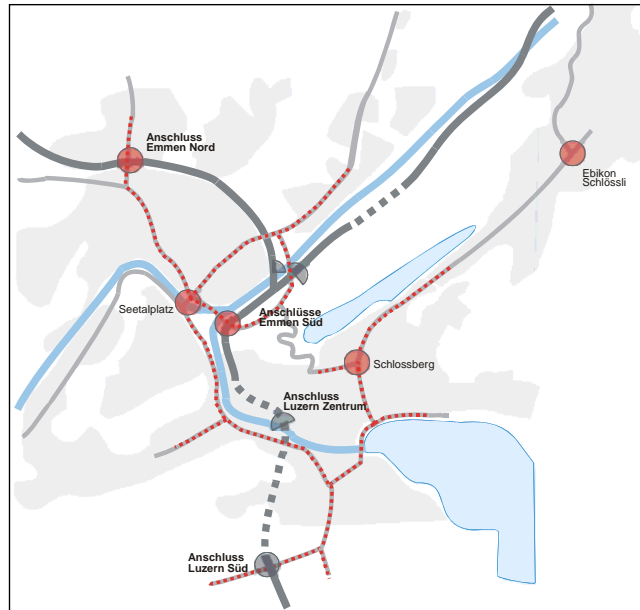 Anschluss
Emmen Nord
Ebikon
Schlössli
Seetalplatz
Anschlüsse
Emmen Süd
Schlossberg
Anschluss
Luzern Zentrum
Anschluss
Luzern Süd